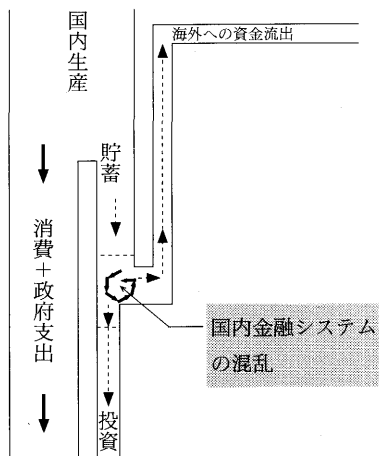 国内生産
海外への資金流出
貯蓄
消費＋政府支出
国内金融システム
の混乱
投資